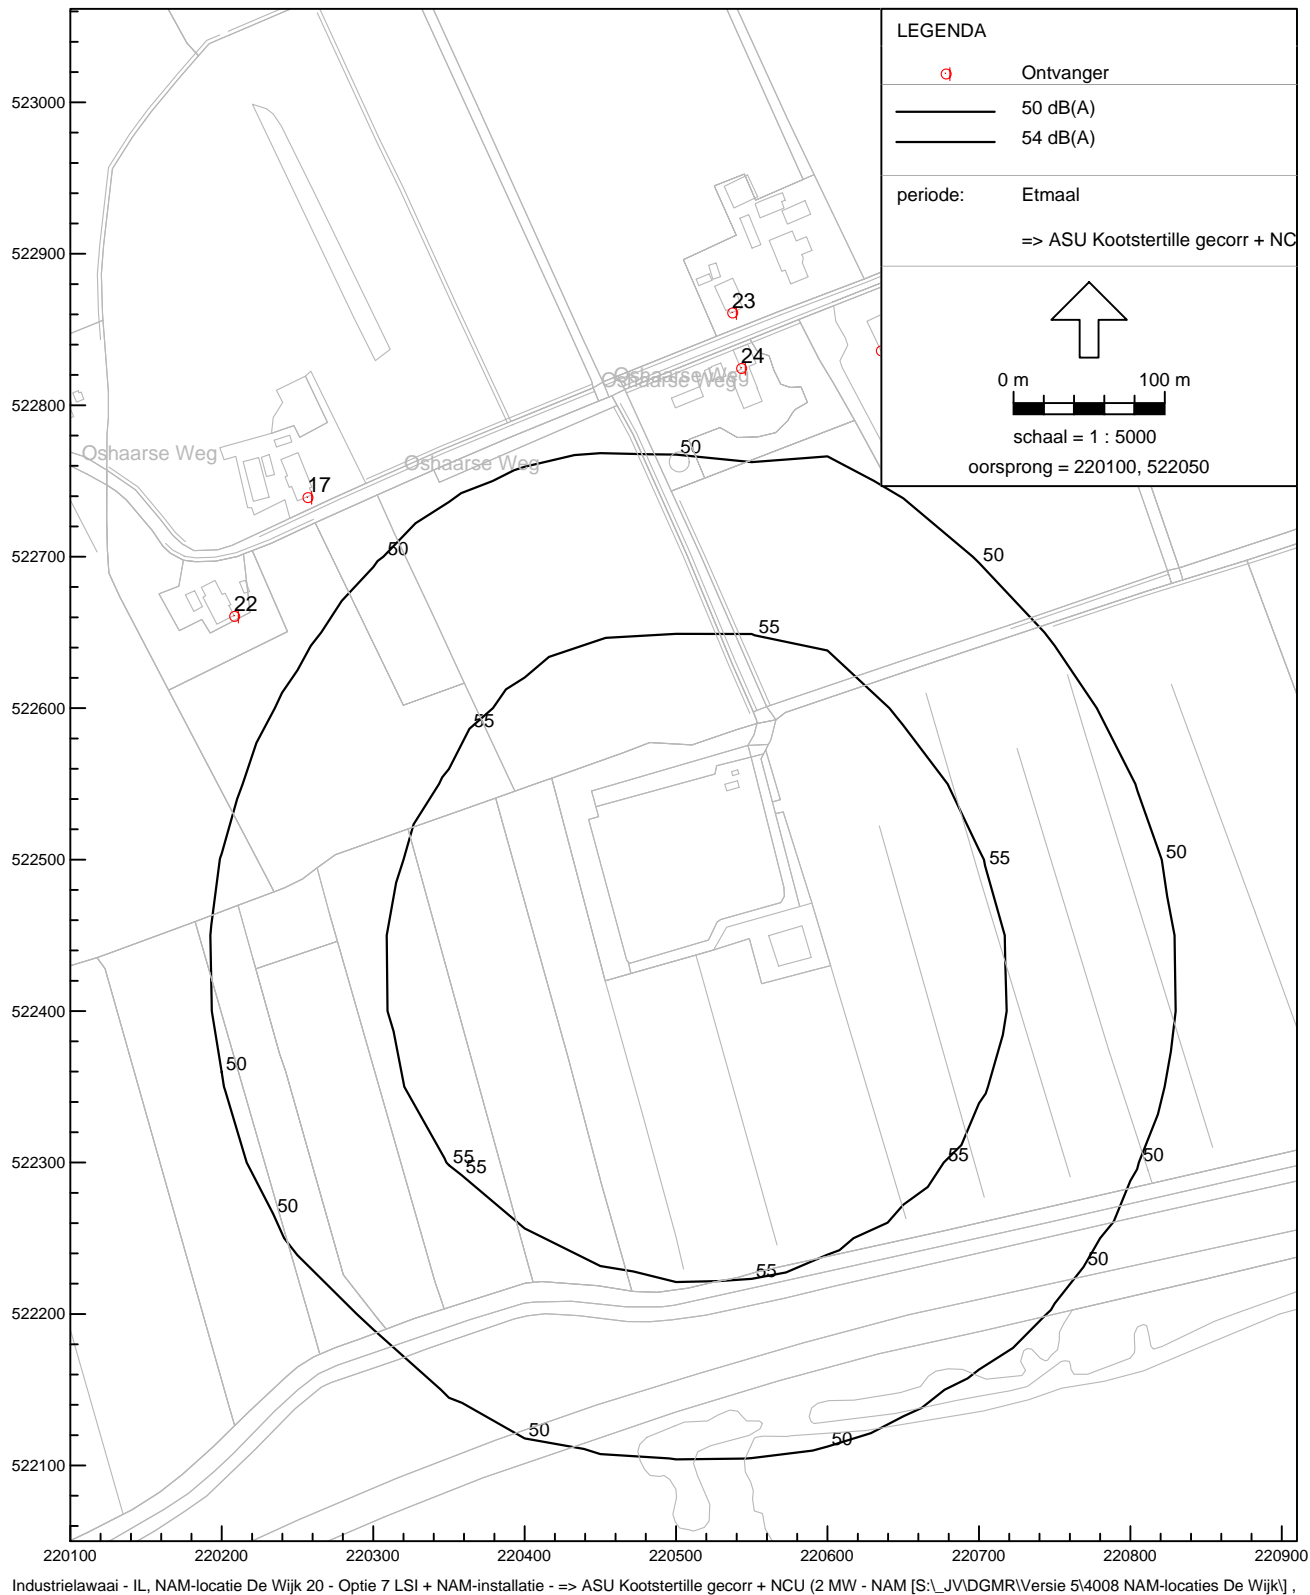 LEGENDA
Ontvanger
50 dB(A)
54 dB(A)
periode: Etmaal
=> ASU Kootstertille gecorr + NC
0 m 100 m
schaal = 1 : 5000
oorsprong = 220100, 522050
523000
522900
522800
522700
522600
522500
522400
522300
522200
522100
23
24
Oshaarse Weg
Oshaarse Weg
Oshaarse Weg
Oshaarse Weg
17
22
50
50
50
55
55
55
50
50
55
55
55
50
50
50
55
50
50
220100 220200 220300 220400 220500 220600 220700 220800 220900
Industrielawaai - IL, NAM-locatie De Wijk 20 - Optie 7 LSI + NAM-installatie - => ASU Kootstertille gecorr + NCU (2 MW - NAM [S:\_JV\DGMR\Versie 5\4008 NAM-locaties De Wijk\] ,